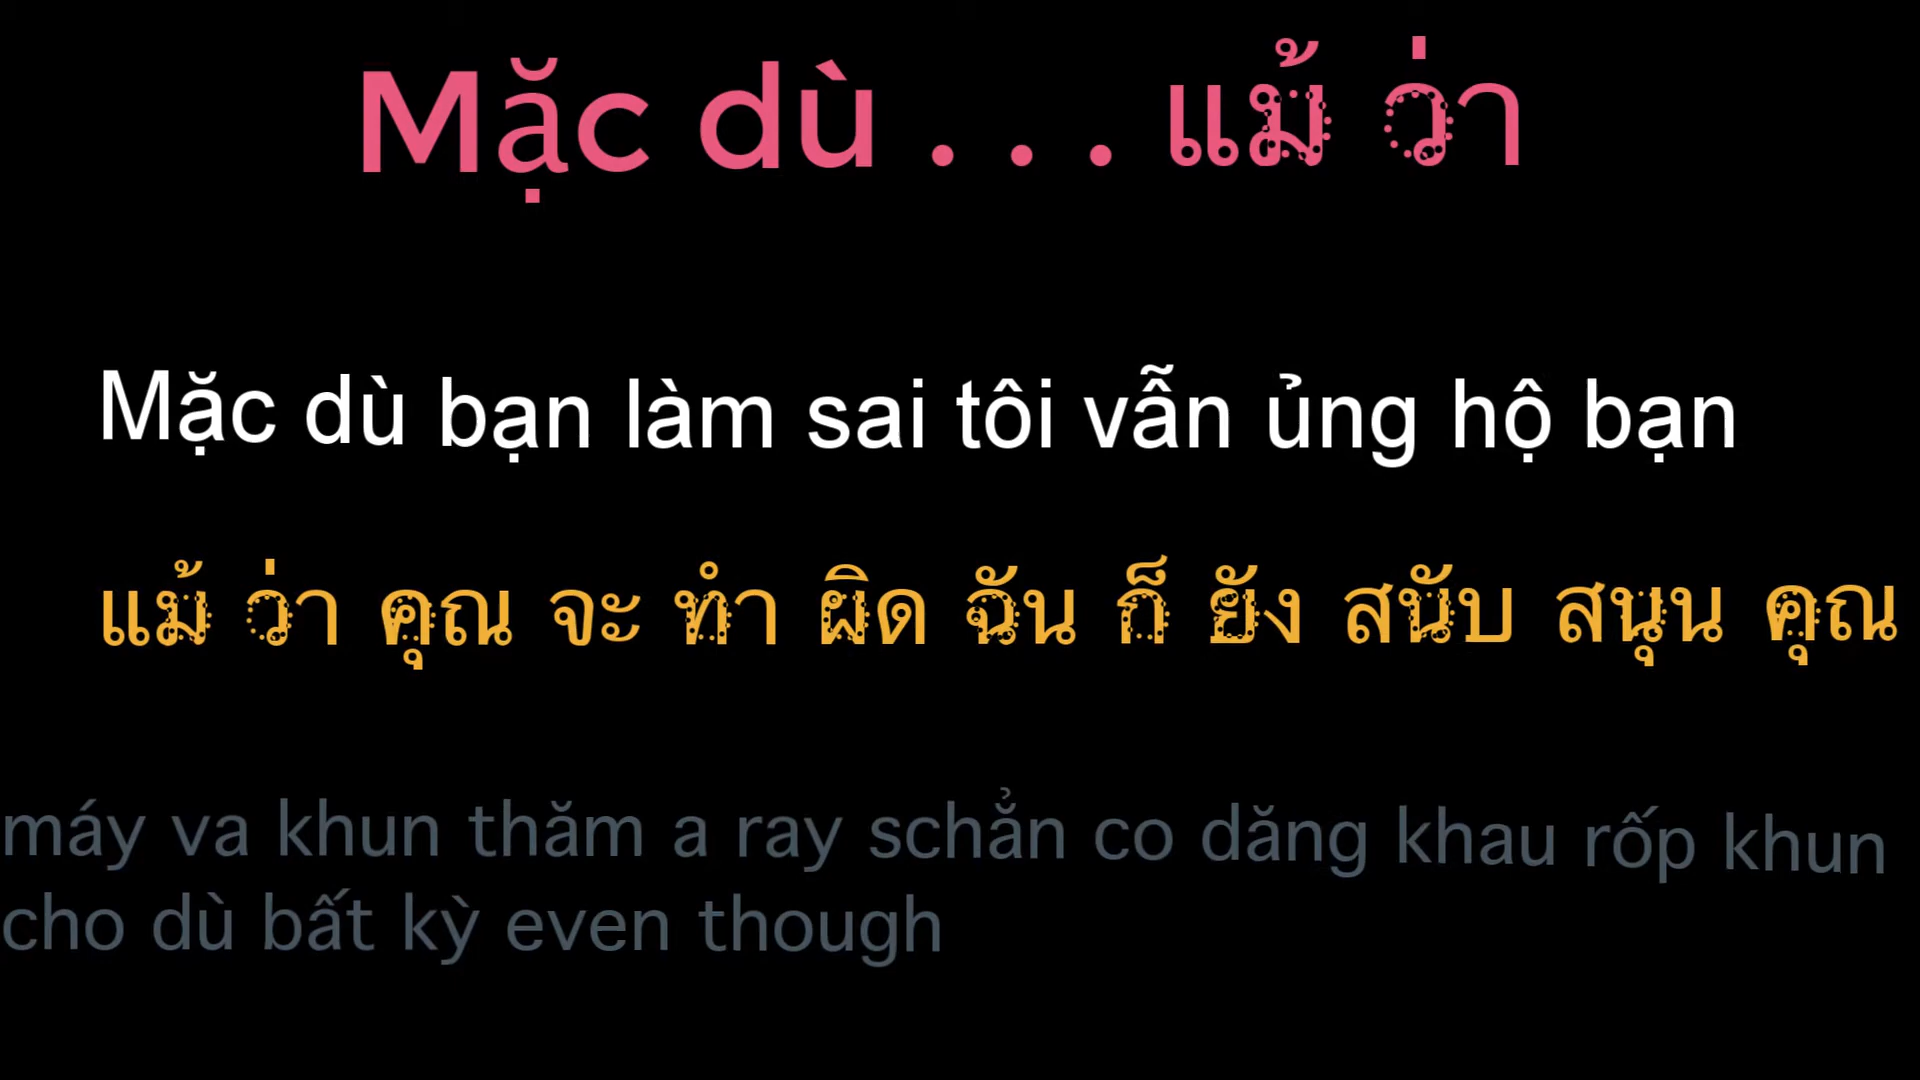 Mặc dù . . . แม้ ว่า
Mặc dù bạn làm sai tôi vẫn ủng hộ bạn
แม้ ว่า คุณ จะ ทำ ผิด ฉัน ก็ ยัง สนับ สนุน คุณ
máy va khun thăm a ray schẳn co dăng khau rốp khun
cho dù bất kỳ even though